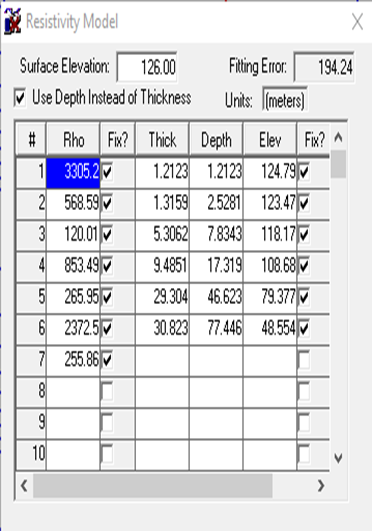 Resistivity Model
Surface Elevation: 126.00 Fitting Error: 194.24
Use Depth Instead of Thickness Units: (meters)
# Rho Fix? Thick Depth Elev Fix?
1 3305.2 1.2123 1.2123 124.79
2 568.59 1.3159 2.5281 123.47
3 120.01 5.3062 7.8343 118.17
4 853.49 9.4851 17.319 108.68
5 265.95 29.304 46.623 79.377
6 2372.5 30.823 77.446 48.554
7 255.86
8
9
10